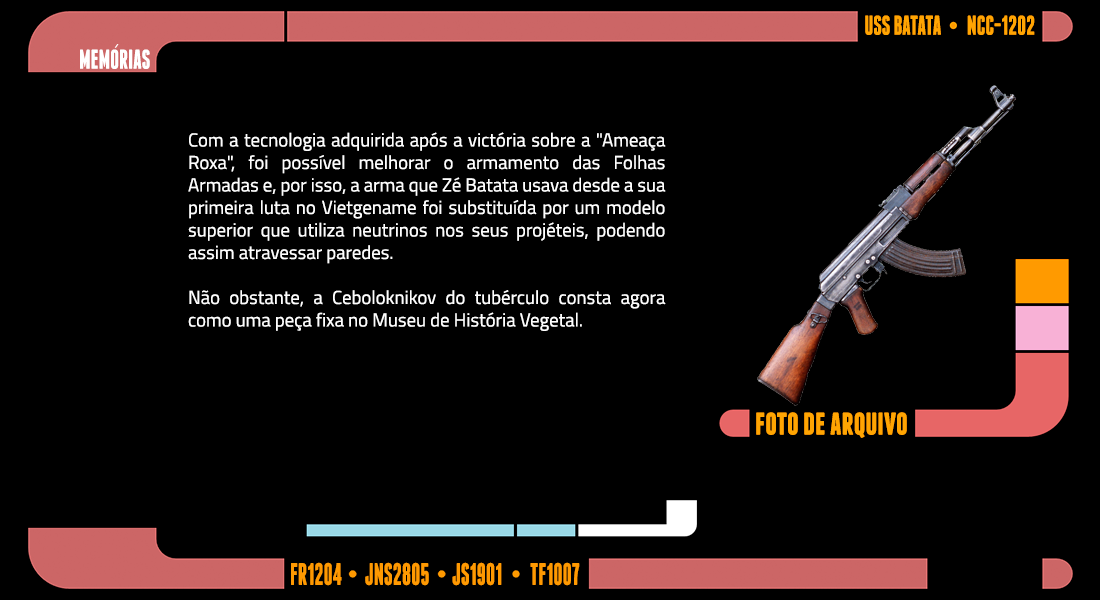 USS BATATA • NCC-1202
MEMÓRIAS
Com a tecnologia adquirida após a victória sobre a "Ameaça
Roxa", foi possível melhorar o armamento das Folhas
Armadas e, por isso, a arma que Zé Batata usava desde a sua
primeira luta no Vietgename foi substituída por um modelo
superior que utiliza neutrinos nos seus projéteis, podendo
assim atravessar paredes.
Não obstante, a Ceboloknikov do tubérculo consta agora
como uma peça fixa no Museu de História Vegetal.
FOTO DE ARQUIVO
FR1204 • JNS2805 • JS1901 • TF1007